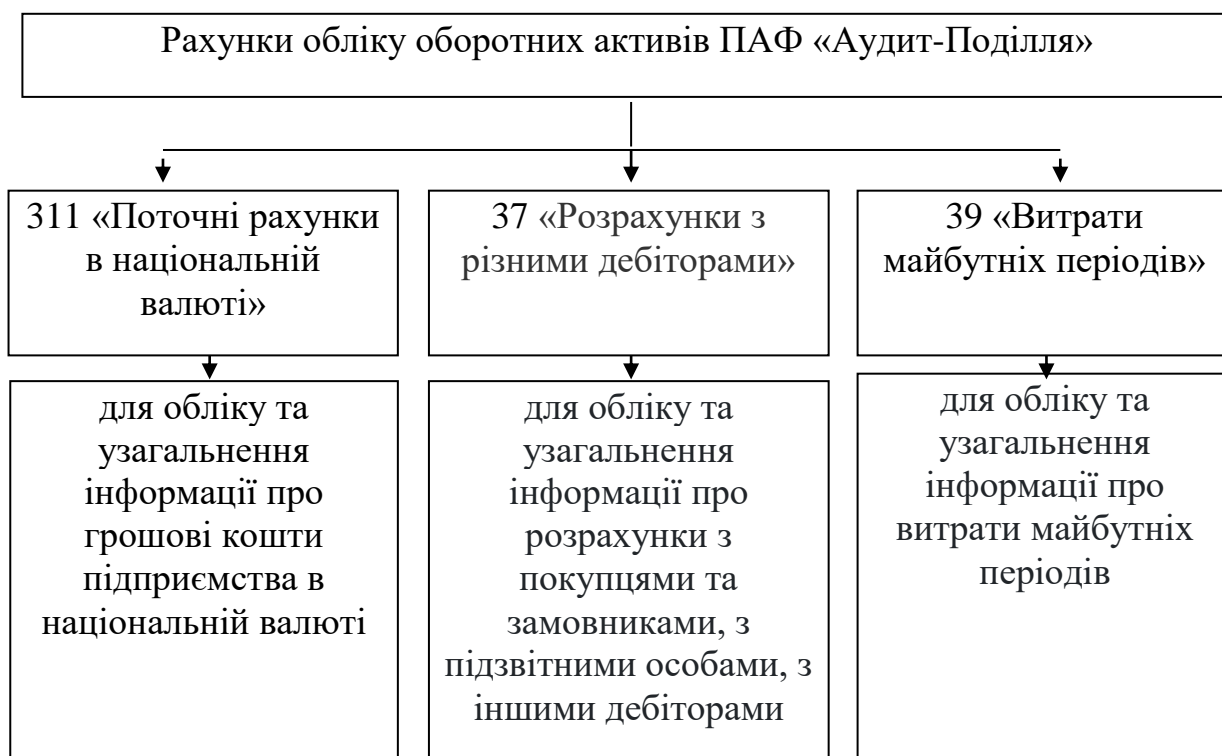 Рахунки обліку оборотних активів ПАФ «Аудит-Поділля»
311 «Поточні рахунки
в національній
валюті»
37 «Розрахунки з
різними дебіторами»
39 «Витрати
майбутніх періодів»
для обліку та
узагальнення
інформації про
грошові кошти
підприємства в
національній валюті
для обліку та
узагальнення
інформації про
розрахунки з
покупцями та
замовниками, з
підзвітними особами, з
іншими дебіторами
для обліку та
узагальнення
інформації про
витрати майбутніх
періодів